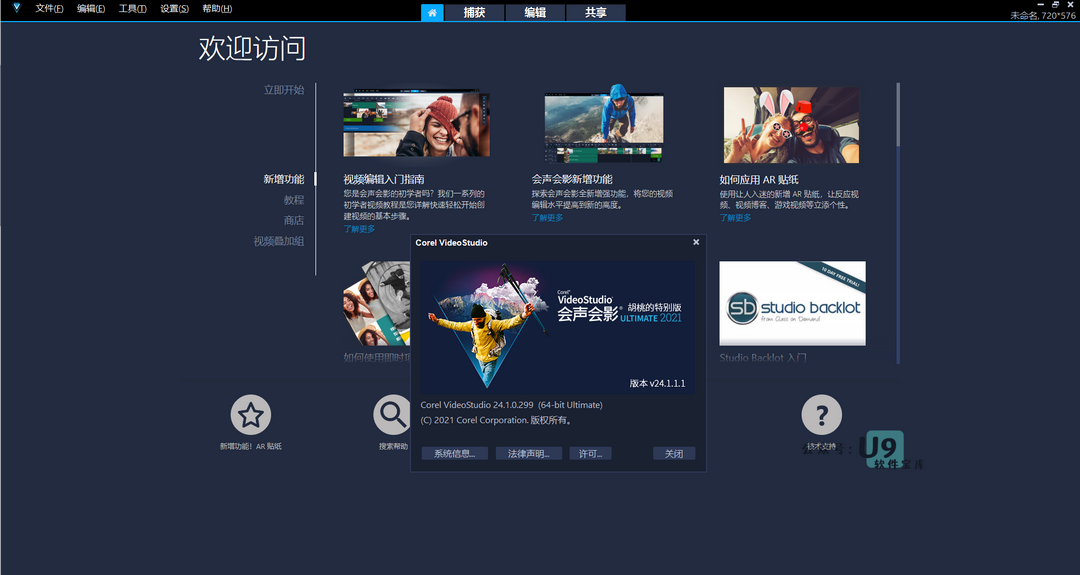 文件(F) 编辑(E) 工具(T) 设置(S) 帮助(H)
捕获 编辑 共享
未命名, 720*576
欢迎访问
立即开始
新增功能
教程
商店
视频叠加组
视频编辑入门指南
您是会声会影的初学者吗？我们一系列的
初学者视频教程是您详解快速轻松开始创
建视频的基本步骤。
了解更多
会声会影新增功能
探索会声会影全新增强功能，将您的视频
编辑水平提高到新的高度。
了解更多
如何应用 AR 贴纸
使用让人入迷的新增 AR 贴纸，让反应视
频、视频博客、游戏视频等立添个性。
了解更多
如何使用即时
10 DAY FREE TRIAL!
sb studio backlot
from Class on Demand
Studio Backlot 入门
Corel VideoStudio
Corel®
VideoStudio®
会声会影® 胡桃的特别版
ULTIMATE 2021
版本 v24.1.1.1
Corel VideoStudio 24.1.0.299 (64-bit Ultimate)
(C) 2021 Corel Corporation. 版权所有。
系统信息... 法律声明... 许可... 关闭
新增功能！AR 贴纸
搜索帮助
技术支持
U9
软件宝库